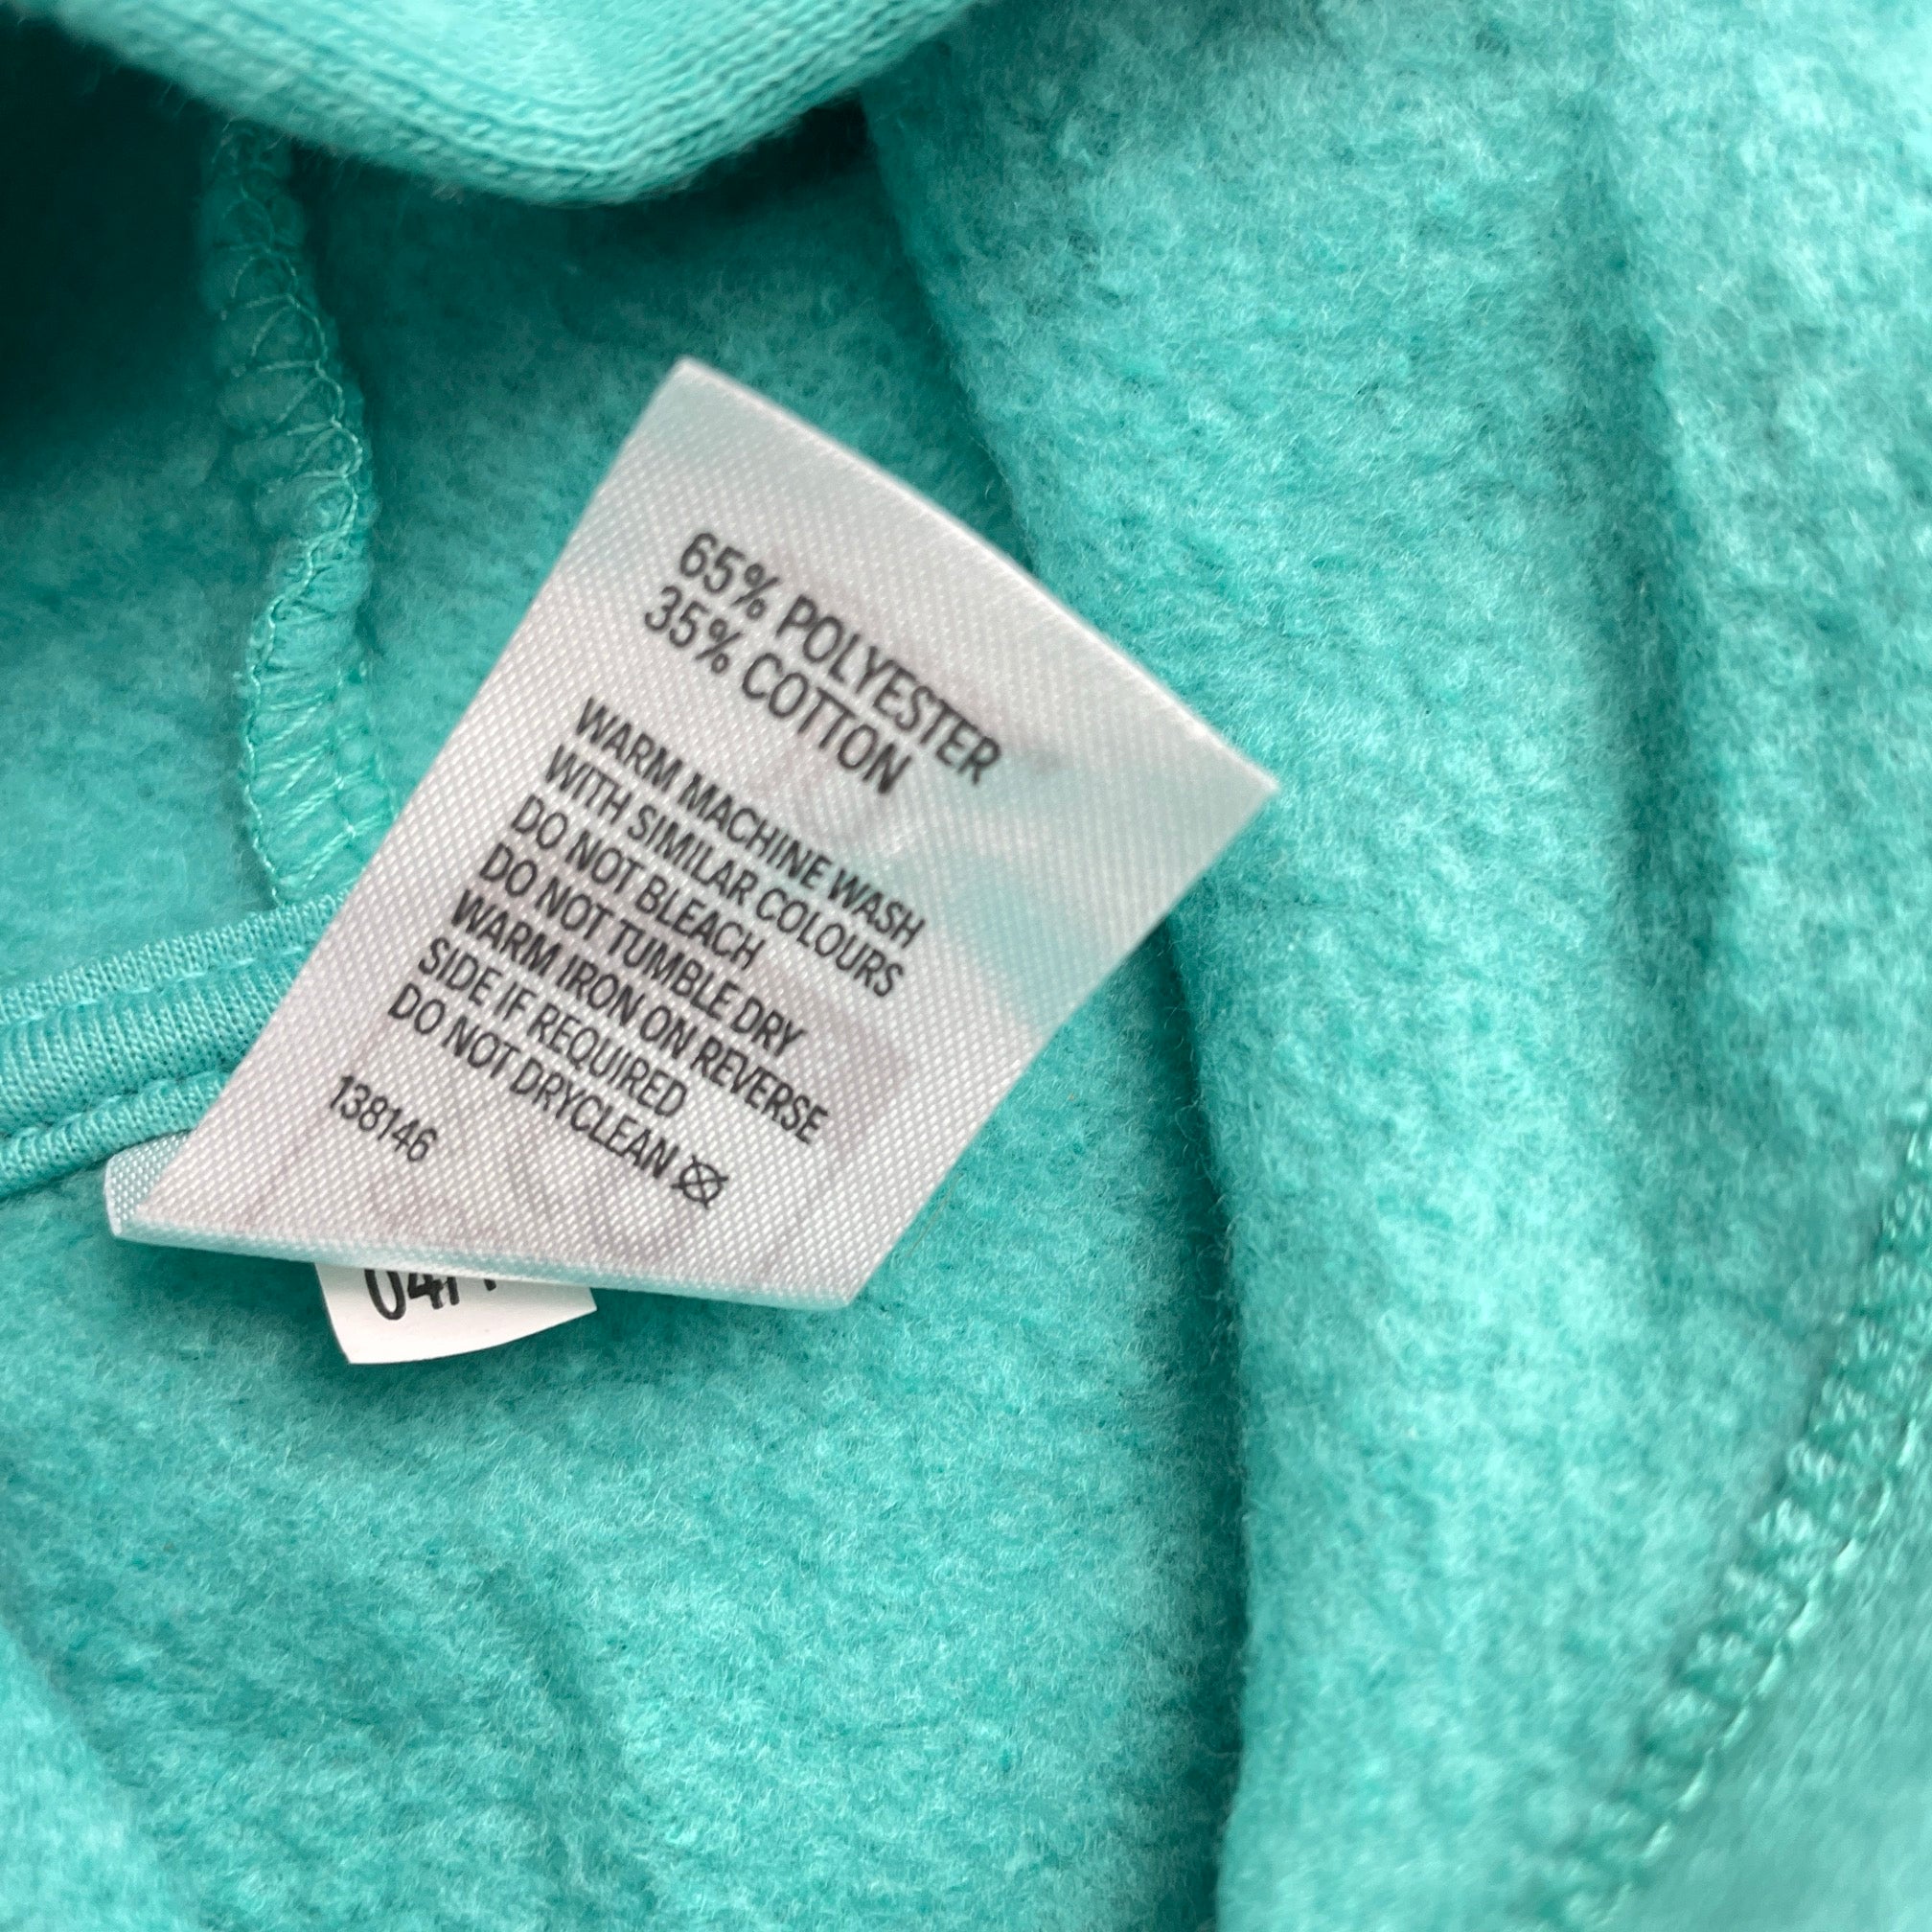 65% POLYESTER
35% COTTON
WARM MACHINE WASH
WITH SIMILAR COLOURS
DO NOT BLEACH
DO NOT TUMBLE DRY
WARM IRON ON REVERSE
SIDE IF REQUIRED
DO NOT DRYCLEAN
138146